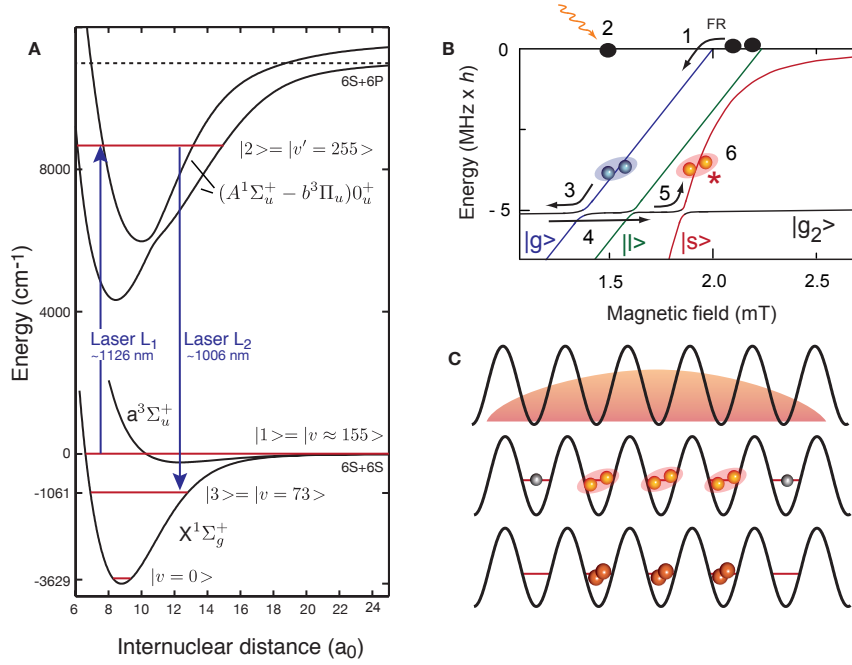 A
Energy (cm-1)
8000
4000
0
-1061
-3629
6S+6P
|2>=|v′ = 255>
(A¹Σu⁺ − b³Πu)0u⁺
Laser L1
~1126 nm
Laser L2
~1006 nm
a³Σu⁺
|1>=|v ≈ 155>
6S+6S
|3>=|v = 73>
X¹Σg⁺
|v = 0>
6 8 10 12 14 16 18 20 22 24
Internuclear distance (a0)
B
Energy (MHz x h)
0
- 5
2
1
FR
3
4
5
6
*
|g>
|l>
|s>
|g2>
1.5 2.0 2.5
Magnetic field (mT)
C